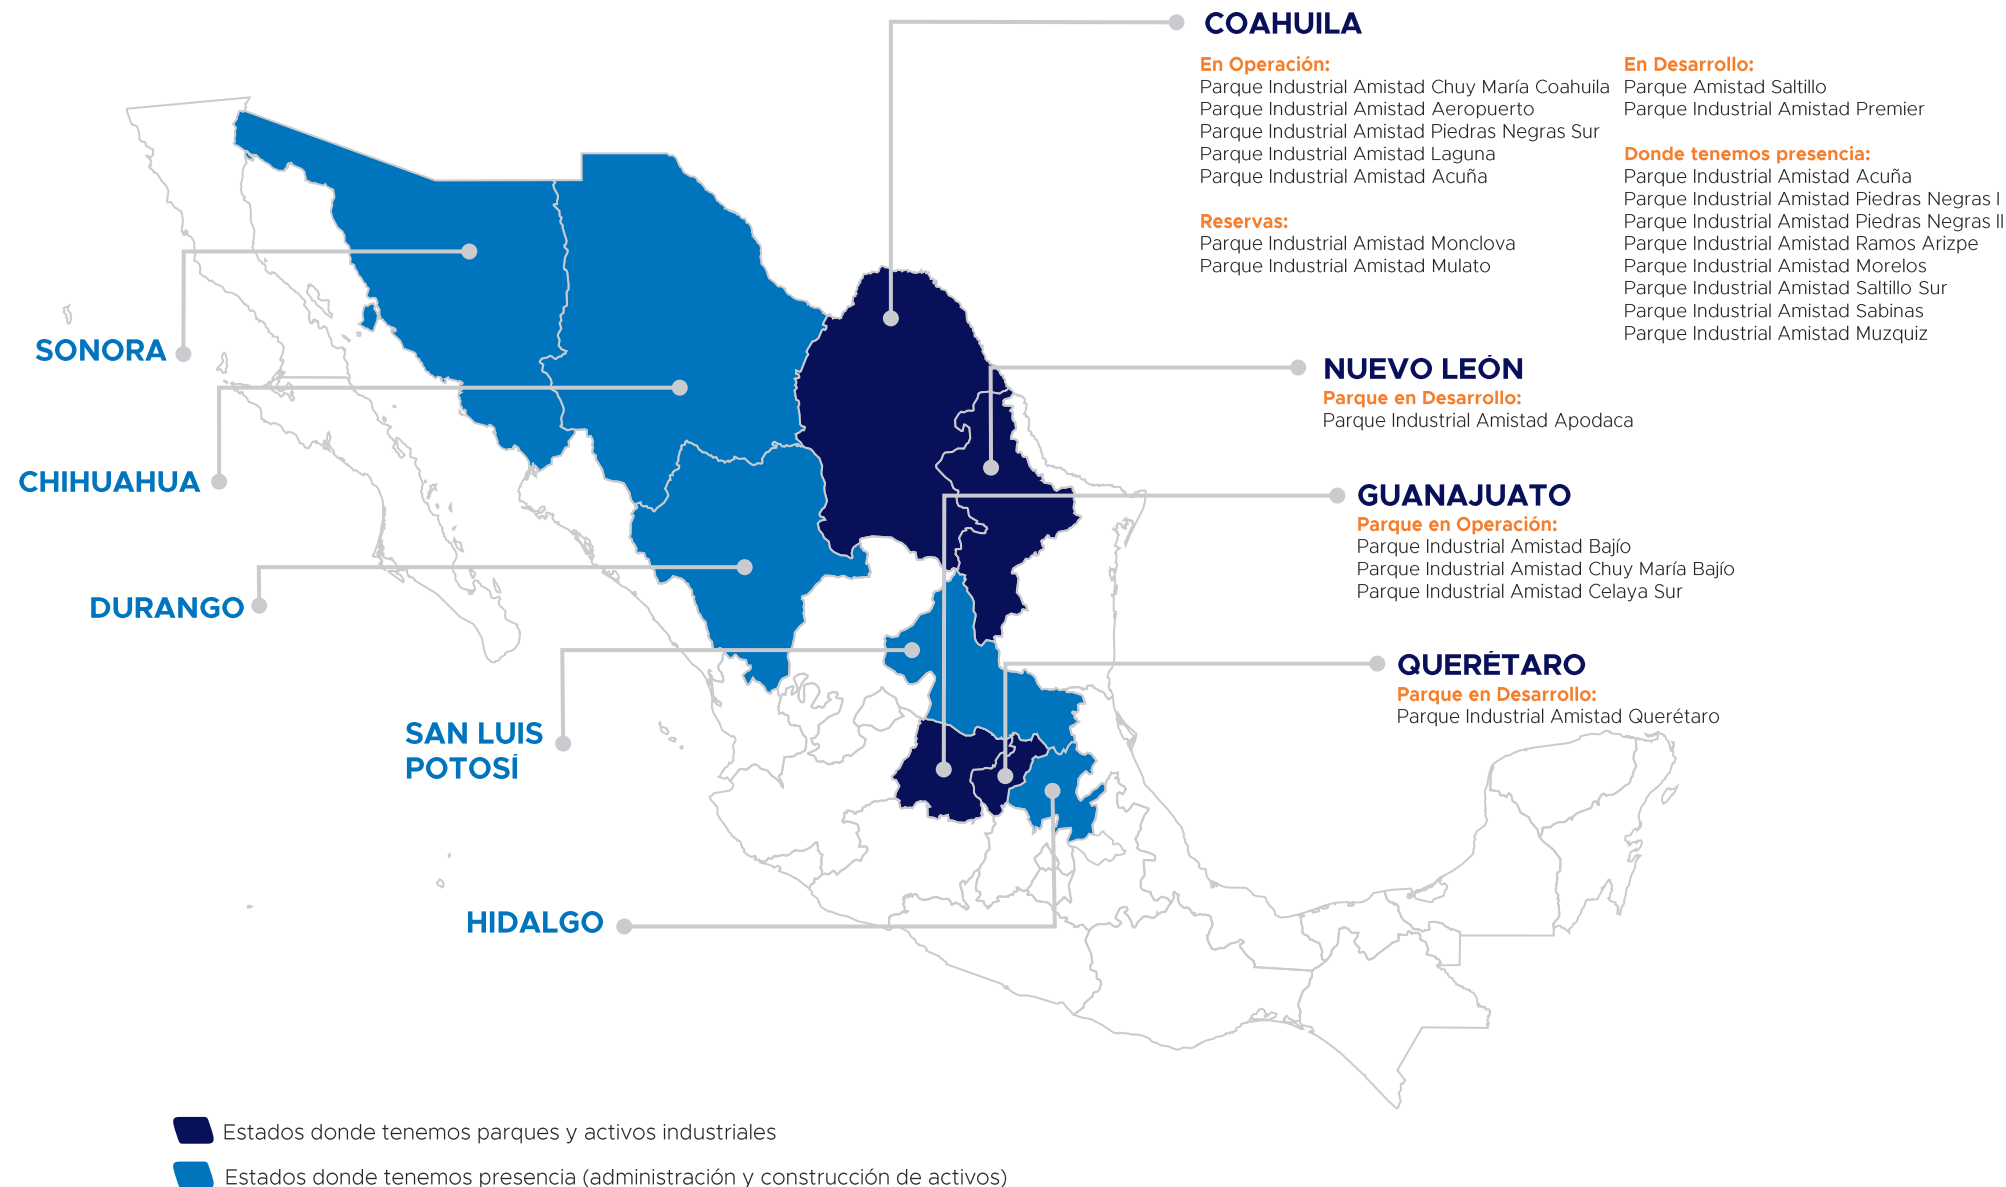 COAHUILA
En Operación:
Parque Industrial Amistad Chuy María Coahuila
Parque Industrial Amistad Aeropuerto
Parque Industrial Amistad Piedras Negras Sur
Parque Industrial Amistad Laguna
Parque Industrial Amistad Acuña
Reservas:
Parque Industrial Amistad Monclova
Parque Industrial Amistad Mulato
En Desarrollo:
Parque Amistad Saltillo
Parque Industrial Amistad Premier
Donde tenemos presencia:
Parque Industrial Amistad Acuña
Parque Industrial Amistad Piedras Negras I
Parque Industrial Amistad Piedras Negras II
Parque Industrial Amistad Ramos Arizpe
Parque Industrial Amistad Morelos
Parque Industrial Amistad Saltillo Sur
Parque Industrial Amistad Sabinas
Parque Industrial Amistad Muzquiz
NUEVO LEÓN
Parque en Desarrollo:
Parque Industrial Amistad Apodaca
GUANAJUATO
Parque en Operación:
Parque Industrial Amistad Bajío
Parque Industrial Amistad Chuy María Bajío
Parque Industrial Amistad Celaya Sur
QUERÉTARO
Parque en Desarrollo:
Parque Industrial Amistad Querétaro
SONORA
CHIHUAHUA
DURANGO
SAN LUIS
POTOSÍ
HIDALGO
Estados donde tenemos parques y activos industriales
Estados donde tenemos presencia (administración y construcción de activos)